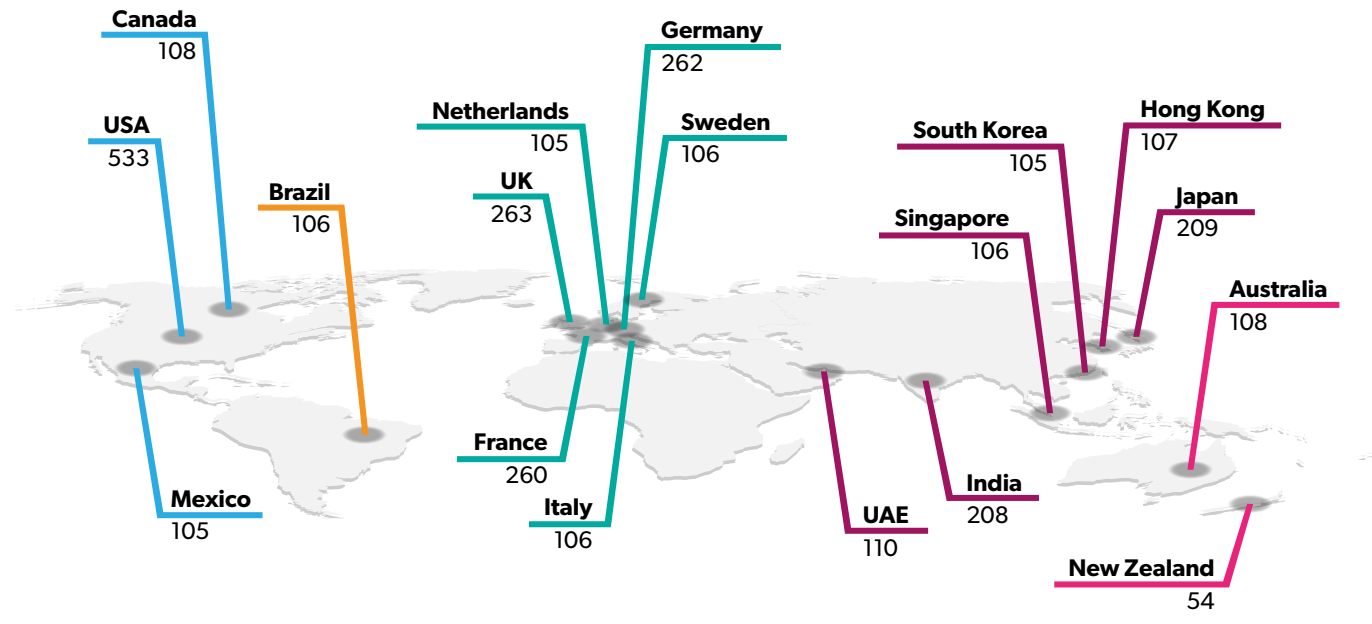 Canada
108
USA
533
Brazil
106
Mexico
105
Germany
262
Netherlands
105
Sweden
106
UK
263
France
260
Italy
106
Hong Kong
107
South Korea
105
Japan
209
Singapore
106
UAE
110
India
208
Australia
108
New Zealand
54